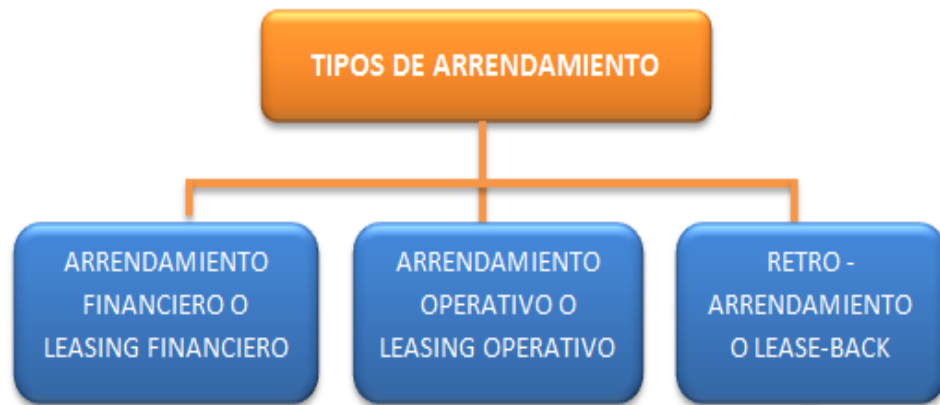 TIPOS DE ARRENDAMIENTO
ARRENDAMIENTO
FINANCIERO O
LEASING FINANCIERO
ARRENDAMIENTO
OPERATIVO O
LEASING OPERATIVO
RETRO -
ARRENDAMIENTO
O LEASE-BACK